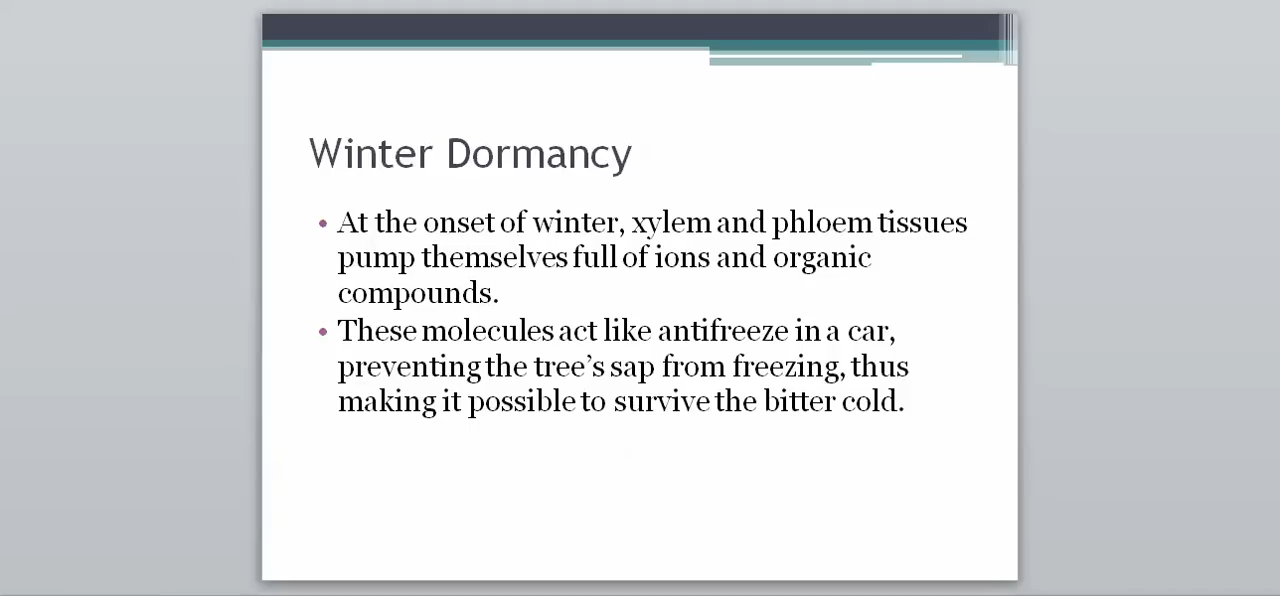 Winter Dormancy
• At the onset of winter, xylem and phloem tissues
pump themselves full of ions and organic
compounds.
• These molecules act like antifreeze in a car,
preventing the tree’s sap from freezing, thus
making it possible to survive the bitter cold.